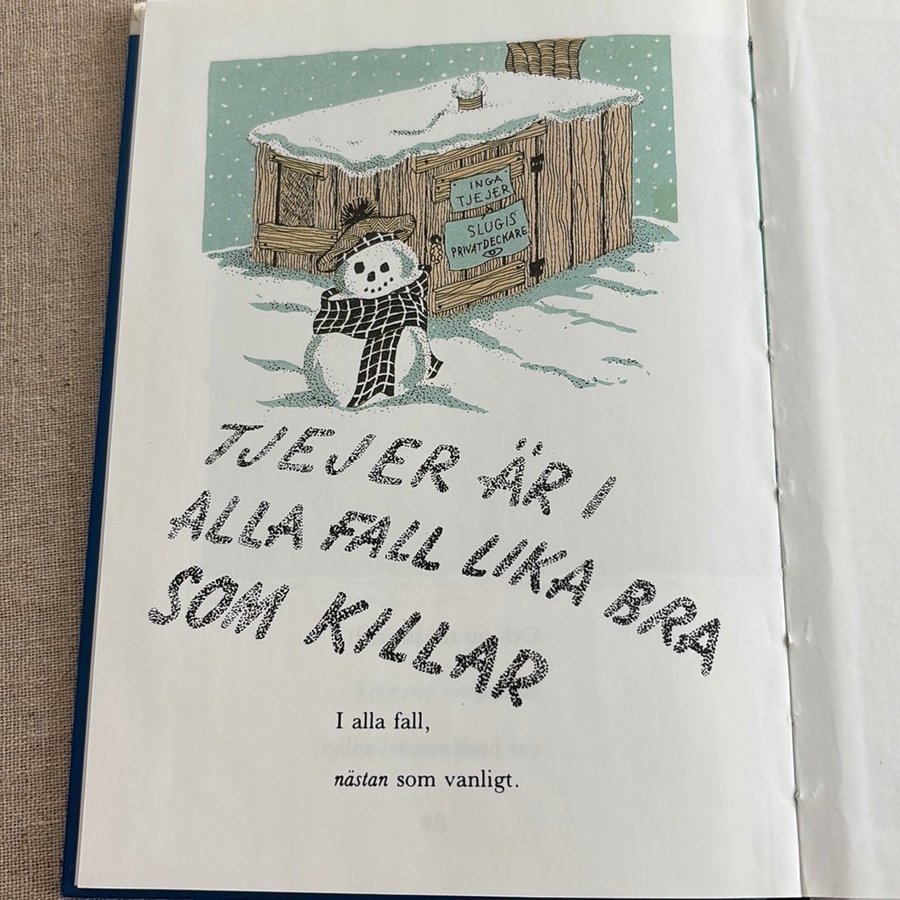 INGA
TJEJER
SLUGIS
PRIVATDECKARE
TJEJER ÄR I
ALLA FALL LIKA BRA
SOM KILLAR
I alla fall,
nästan som vanligt.